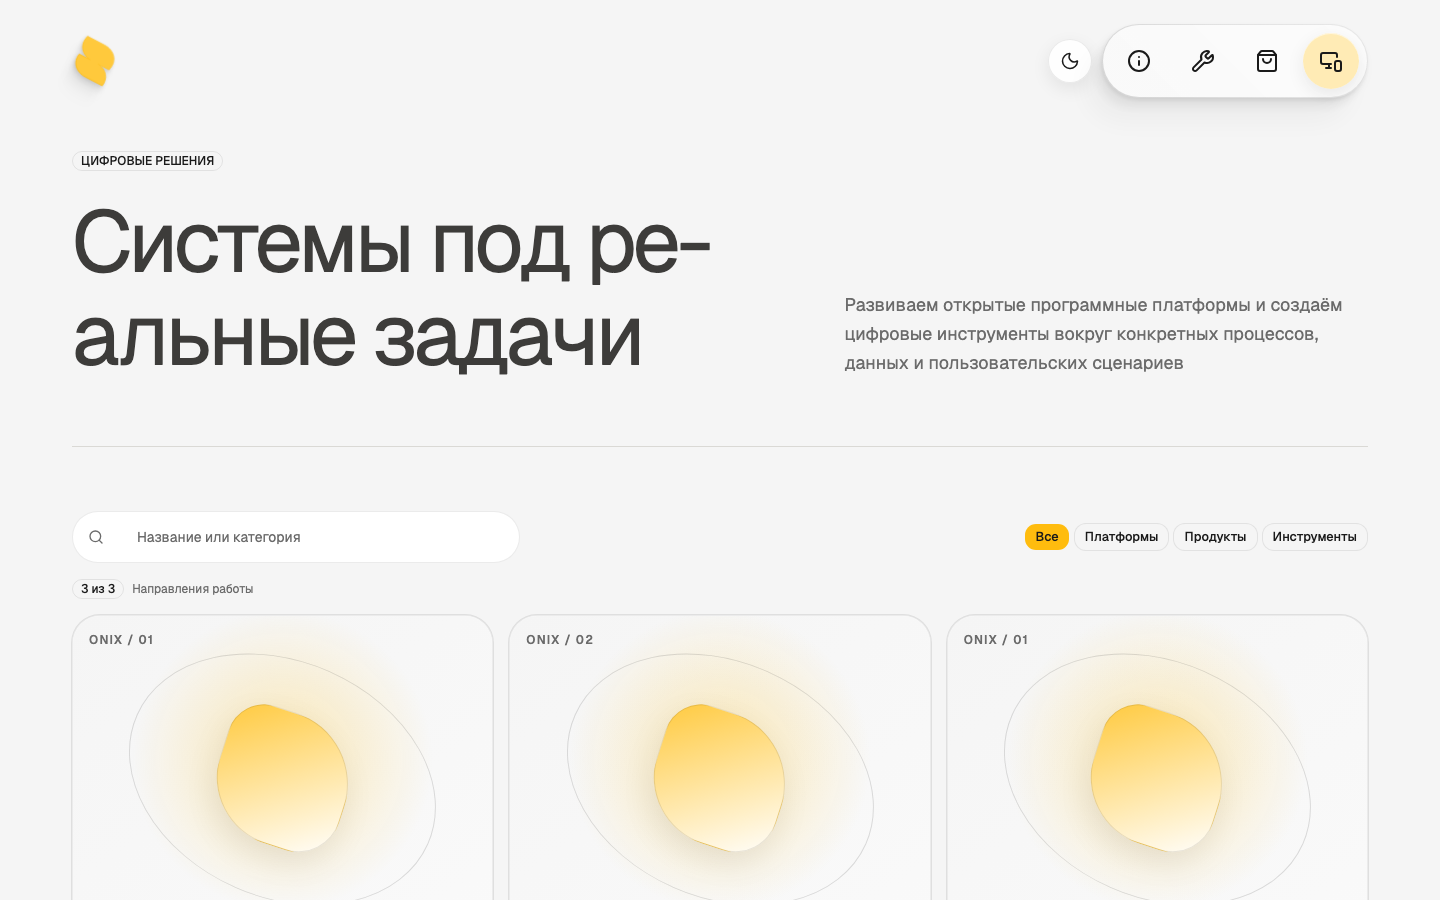 ЦИФРОВЫЕ РЕШЕНИЯ
Системы под ре-
альные задачи
Развиваем открытые программные платформы и создаём
цифровые инструменты вокруг конкретных процессов,
данных и пользовательских сценариев
Название или категория
Все Платформы Продукты Инструменты
3 из 3 Направления работы
ONIX / 01
ONIX / 02
ONIX / 01